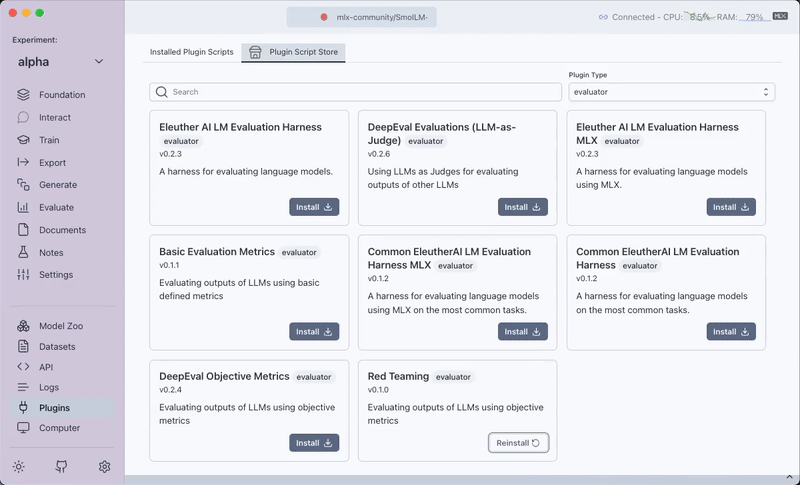 Experiment:
alpha
Foundation
Interact
Train
Export
Generate
Evaluate
Documents
Notes
Settings
Model Zoo
Datasets
API
Logs
Plugins
Computer
mlx-community/SmolLM-
Connected - CPU: 8.5% RAM: 79% MLX
Installed Plugin Scripts
Plugin Script Store
Plugin Type
Search
evaluator
Eleuther AI LM Evaluation Harness
evaluator
v0.2.3
A harness for evaluating language models.
Install
DeepEval Evaluations (LLM-as-
Judge) evaluator
v0.2.6
Using LLMs as Judges for evaluating
outputs of other LLMs
Install
Eleuther AI LM Evaluation Harness
MLX evaluator
v0.2.3
A harness for evaluating language models
using MLX.
Install
Basic Evaluation Metrics evaluator
v0.1.1
Evaluating outputs of LLMs using basic
defined metrics
Install
Common EleutherAI LM Evaluation
Harness MLX evaluator
v0.1.2
A harness for evaluating language models
using MLX on the most common tasks.
Install
Common EleutherAI LM Evaluation
Harness evaluator
v0.1.2
A harness for evaluating language models
on the most common tasks.
Install
DeepEval Objective Metrics evaluator
v0.2.4
Evaluating outputs of LLMs using objective
metrics
Install
Red Teaming evaluator
v0.1.0
Evaluating outputs of LLMs using objective
metrics
Reinstall